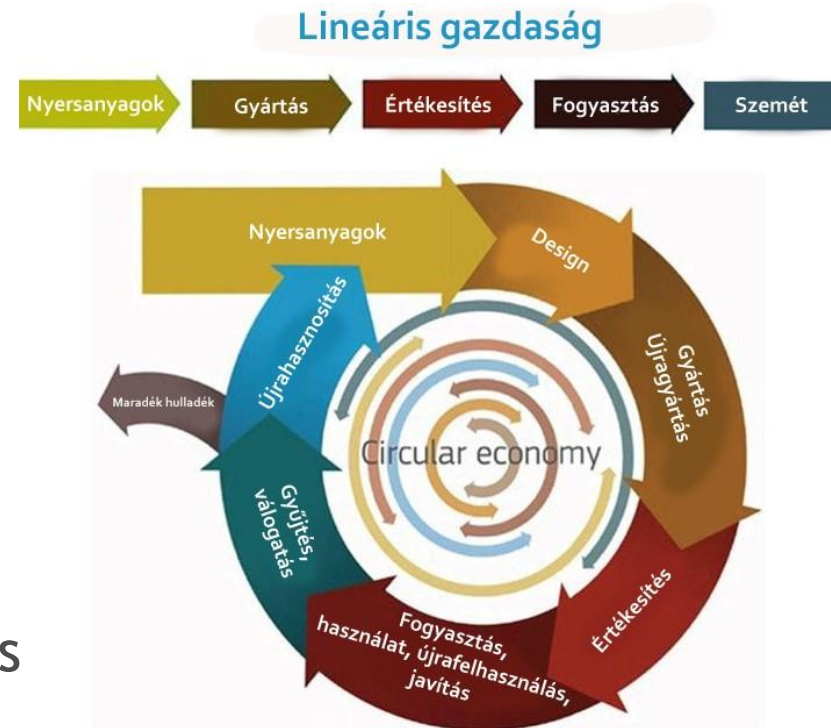 Lineáris gazdaság
Nyersanyagok
Gyártás
Értékesítés
Fogyasztás
Szemét
Nyersanyagok
Design
Gyártás
Újragyártás
Értékesítés
Fogyasztás,
használat, újrafelhasználás,
javítás
Gyűjtés,
válogatás
Újrahasznosítás
Maradék hulladék
Circular economy
s